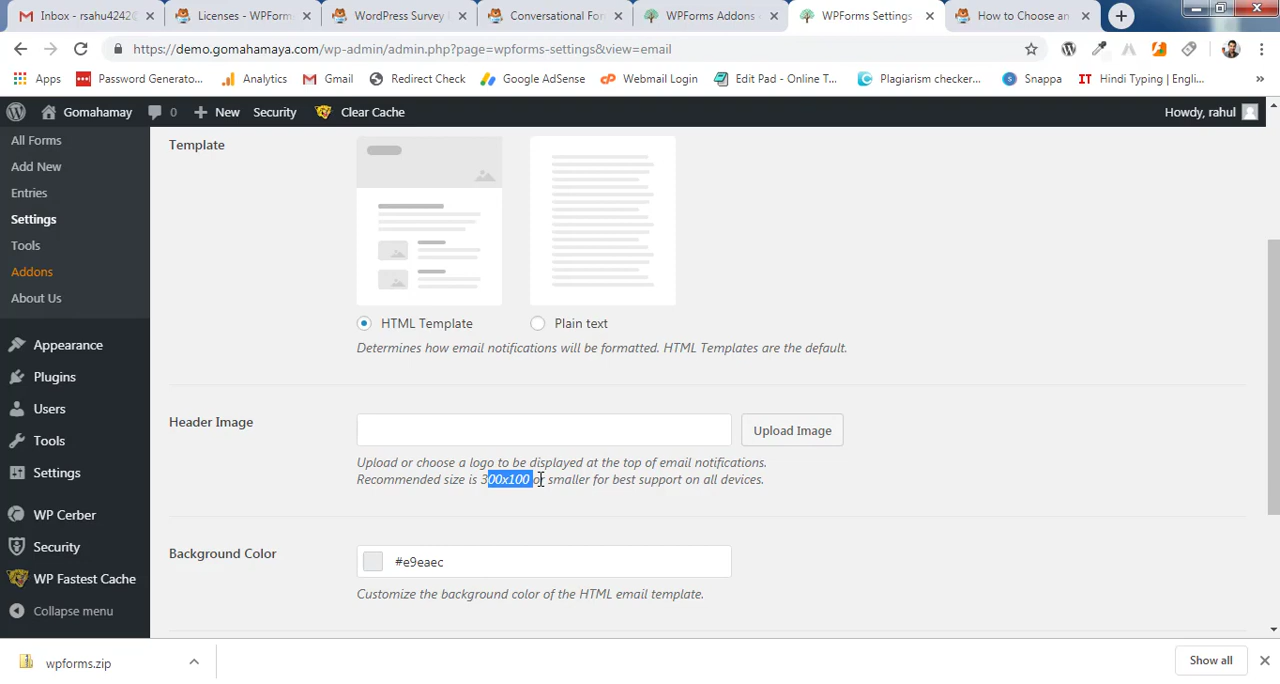 Inbox - rsahu4242
Licenses - WPForm
WordPress Survey
Conversational For
WPForms Addons
WPForms Settings
How to Choose an
https://demo.gomahamaya.com/wp-admin/admin.php?page=wpforms-settings&view=email
Apps
Password Generato...
Analytics
Gmail
Redirect Check
Google AdSense
Webmail Login
Edit Pad - Online T...
Plagiarism checker...
Snappa
IT
Hindi Typing | Engli...
»
Gomahamaya
0
New
Security
Clear Cache
Howdy, rahul
All Forms
Add New
Entries
Settings
Tools
Addons
About Us
Appearance
Plugins
Users
Tools
Settings
WP Cerber
Security
WP Fastest Cache
Collapse menu
Template
HTML Template
Plain text
Determines how email notifications will be formatted. HTML Templates are the default.
Header Image
Upload Image
Upload or choose a logo to be displayed at the top of email notifications.
Recommended size is 300x100 or smaller for best support on all devices.
Background Color
#e9eaec
Customize the background color of the HTML email template.
wpforms.zip
Show all